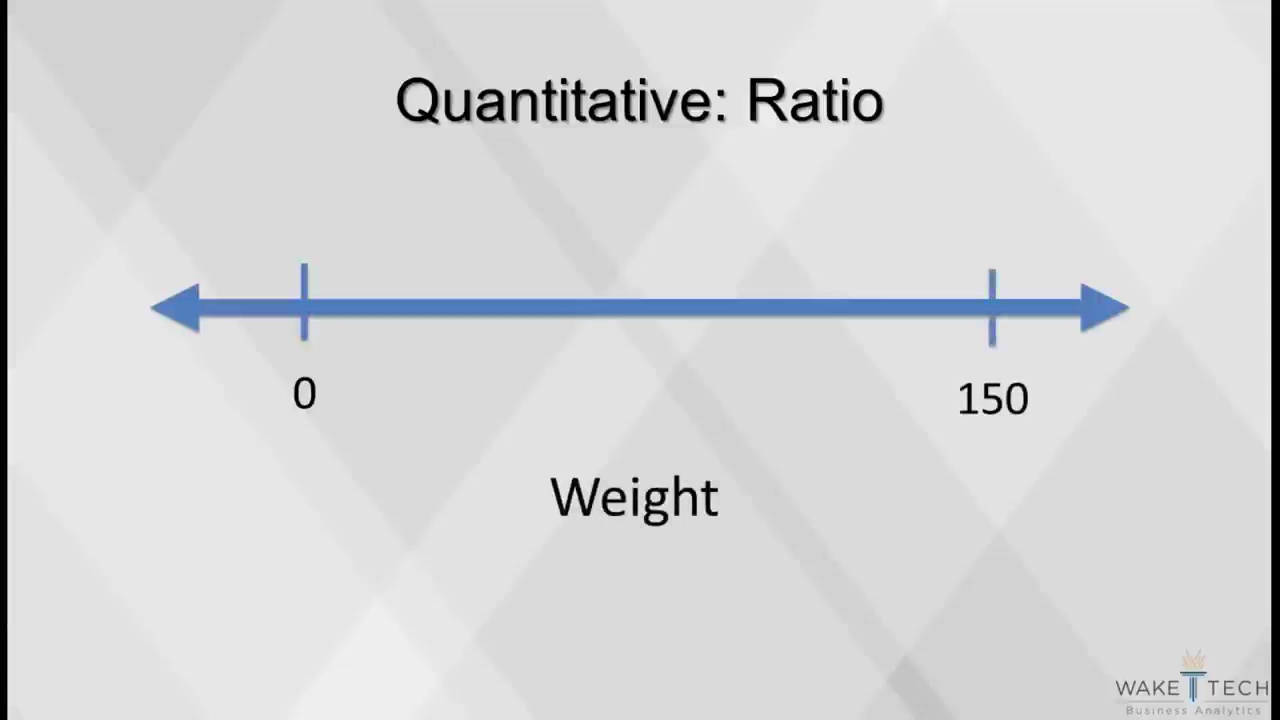 Quantitative: Ratio
0
150
Weight
WAKE TECH
Business Analytics